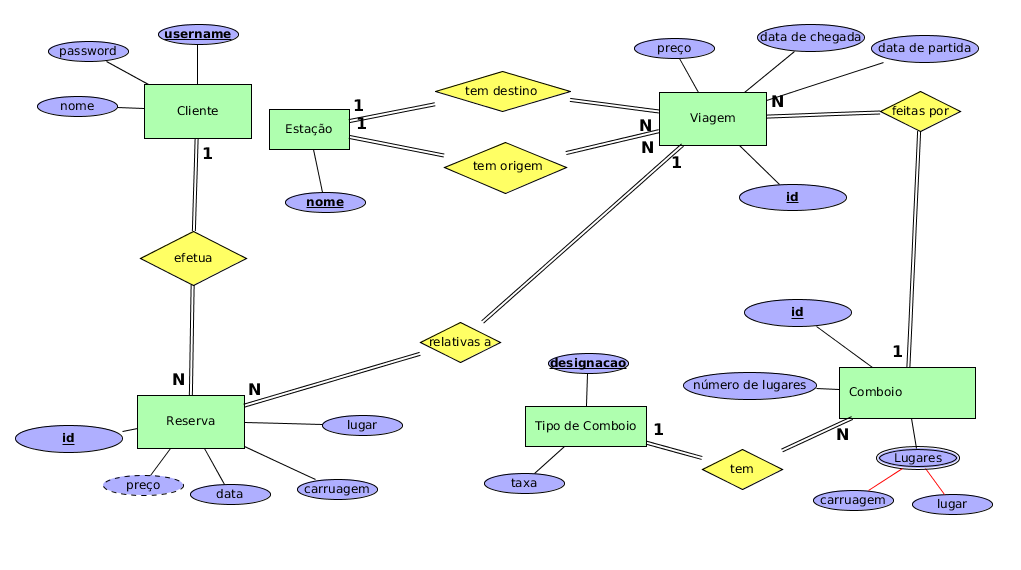 username
password
nome
Cliente
1
efetua
N
Estação
1
1
nome
tem destino
tem origem
preço
data de chegada
data de partida
Viagem
N
N
N
1
id
feitas por
1
relativas a
N
Reserva
id
preço
data
carruagem
lugar
designacao
Tipo de Comboio
taxa
1
tem
N
id
número de lugares
Comboio
Lugares
carruagem
lugar